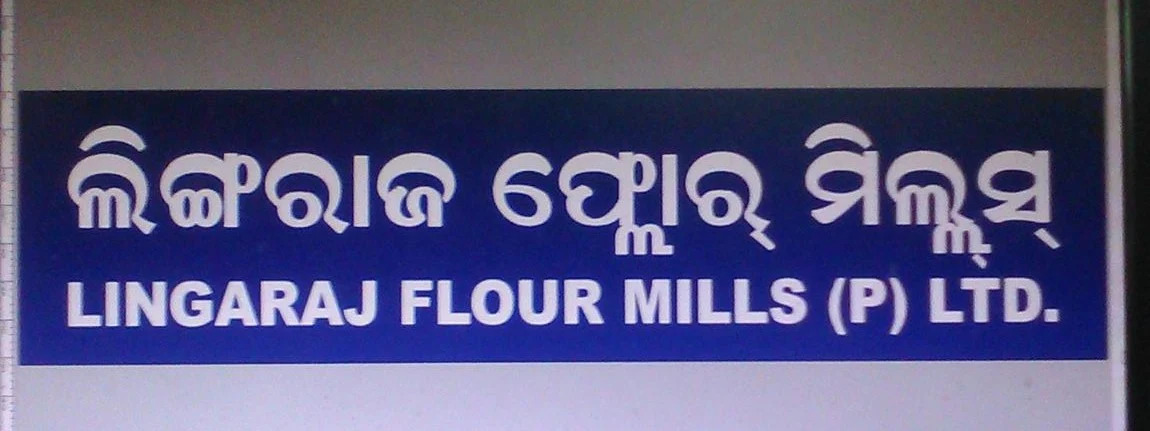 ଲିଙ୍ଗରାଜ ଫ୍ଲୋର୍ ମିଲ୍ଲ୍ସ୍
LINGARAJ FLOUR MILLS (P) LTD.